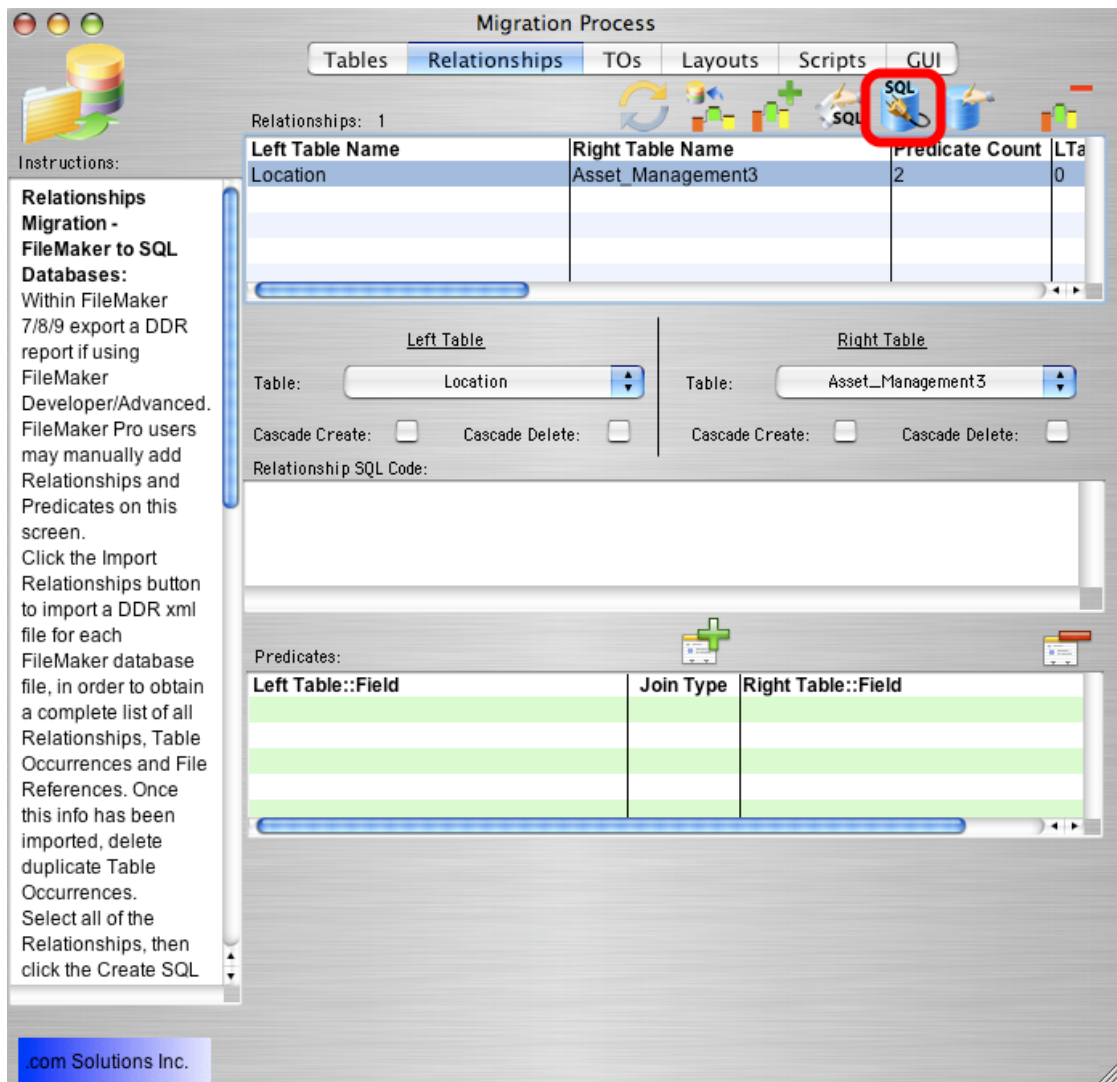 Migration Process
Tables Relationships TOs Layouts Scripts GUI
SQL
SQL
Relationships: 1
Instructions:
Left Table Name Right Table Name Predicate Count LTa
Location Asset_Management3 2 0
Relationships
Migration -
FileMaker to SQL
Databases:
Within FileMaker
7/8/9 export a DDR
report if using
FileMaker
Developer/Advanced.
FileMaker Pro users
may manually add
Relationships and
Predicates on this
screen.
Click the Import
Relationships button
to import a DDR xml
file for each
FileMaker database
file, in order to obtain
a complete list of all
Relationships, Table
Occurrences and File
References. Once
this info has been
imported, delete
duplicate Table
Occurrences.
Select all of the
Relationships, then
click the Create SQL
Left Table Right Table
Table: Location Table: Asset_Management3
Cascade Create: Cascade Delete: Cascade Create: Cascade Delete:
Relationship SQL Code:
Predicates:
Left Table::Field Join Type Right Table::Field
.com Solutions Inc.